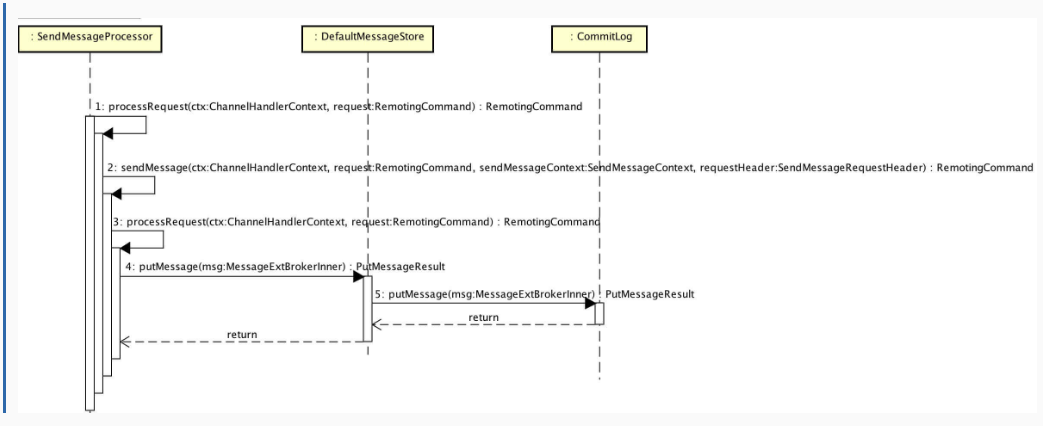 : SendMessageProcessor : DefaultMessageStore : CommitLog
1: processRequest(ctx:ChannelHandlerContext, request:RemotingCommand) : RemotingCommand
2: sendMessage(ctx:ChannelHandlerContext, request:RemotingCommand, sendMessageContext:SendMessageContext, requestHeader:SendMessageRequestHeader) : RemotingCommand
3: processRequest(ctx:ChannelHandlerContext, request:RemotingCommand) : RemotingCommand
4: putMessage(msg:MessageExtBrokerInner) : PutMessageResult
5: putMessage(msg:MessageExtBrokerInner) : PutMessageResult
return
return